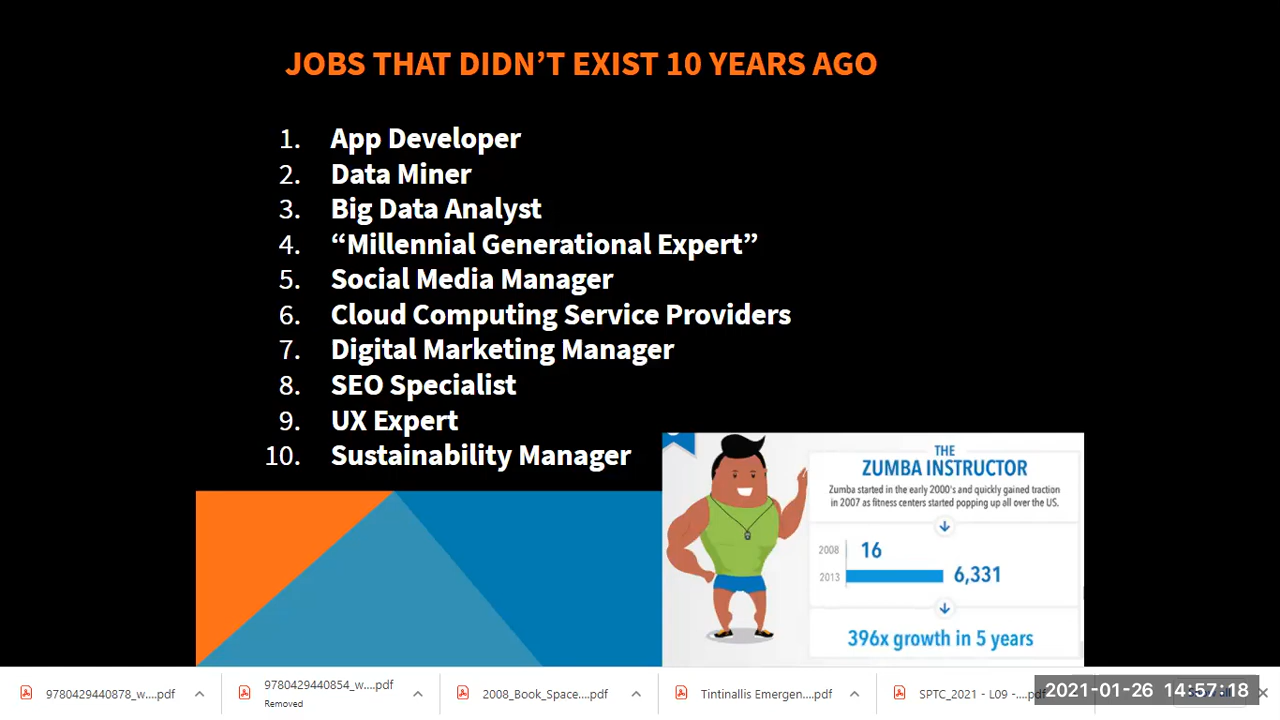 JOBS THAT DIDN’T EXIST 10 YEARS AGO
1. App Developer
2. Data Miner
3. Big Data Analyst
4. “Millennial Generational Expert”
5. Social Media Manager
6. Cloud Computing Service Providers
7. Digital Marketing Manager
8. SEO Specialist
9. UX Expert
10. Sustainability Manager
THE
ZUMBA INSTRUCTOR
Zumba started in the early 2000's and quickly gained traction
in 2007 as fitness centers started popping up all over the US.
2008 16
2013 6,331
396x growth in 5 years
9780429440878_w....pdf
9780429440854_w....pdf
Removed
2008_Book_Space....pdf
Tintinallis Emergen....pdf
SPTC_2021 - L09 -....pdf
2021-01-26 14:57:18